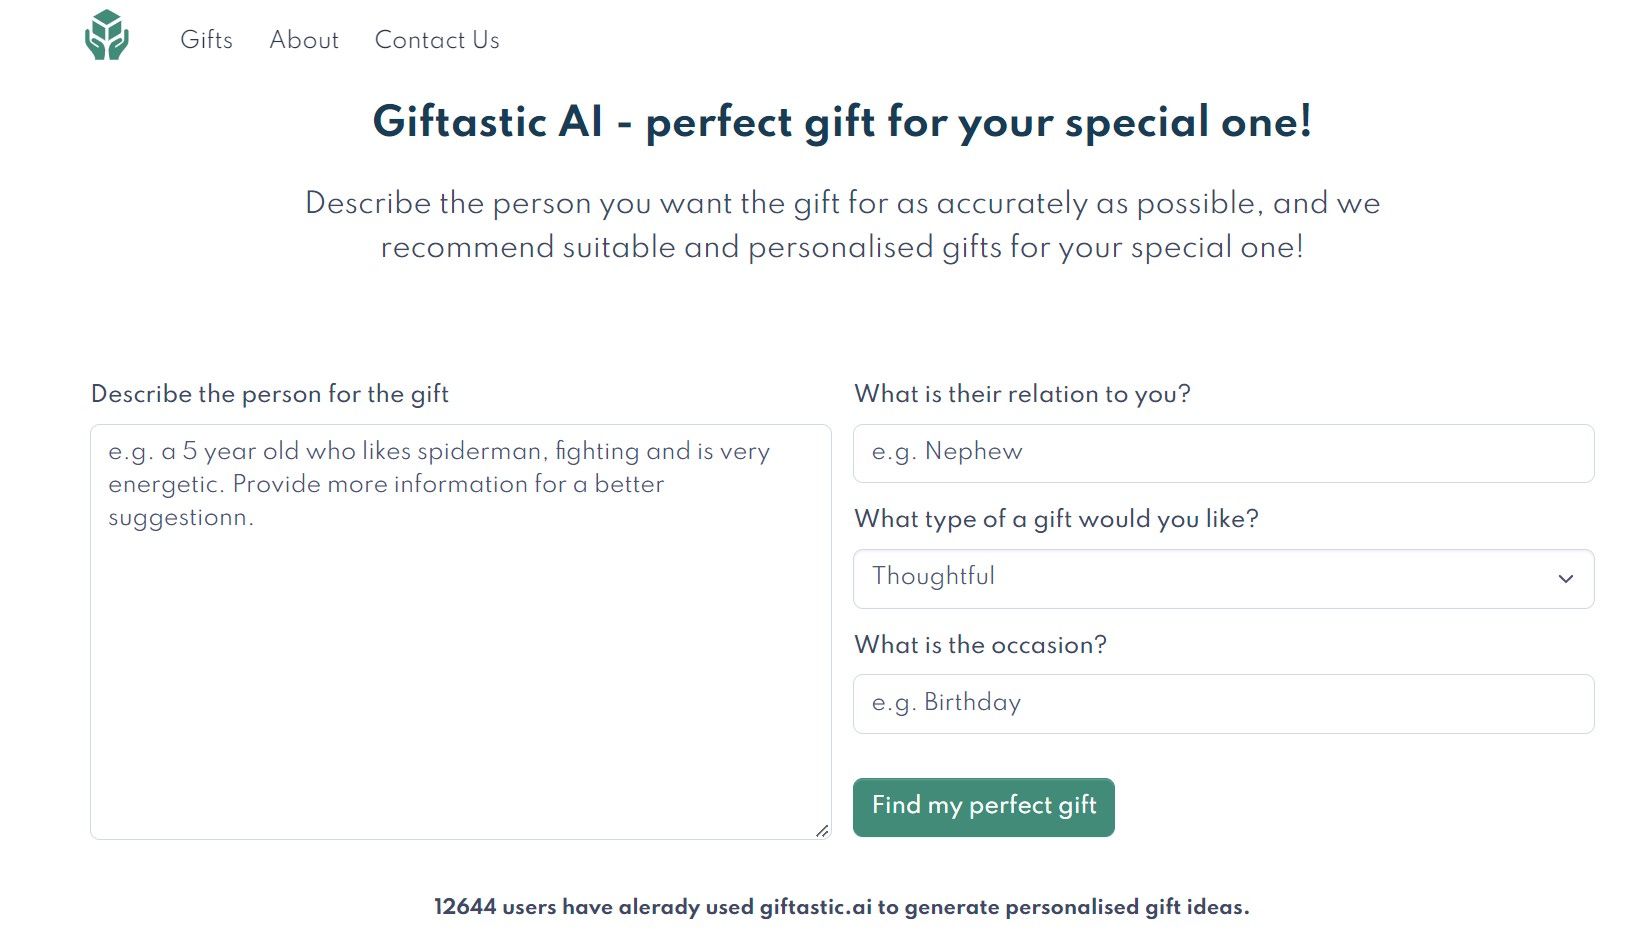 Gifts About Contact Us
Giftastic AI - perfect gift for your special one!
Describe the person you want the gift for as accurately as possible, and we
recommend suitable and personalised gifts for your special one!
Describe the person for the gift
e.g. a 5 year old who likes spiderman, fighting and is very
energetic. Provide more information for a better
suggestionn.
What is their relation to you?
e.g. Nephew
What type of a gift would you like?
Thoughtful
What is the occasion?
e.g. Birthday
Find my perfect gift
12644 users have alerady used giftastic.ai to generate personalised gift ideas.